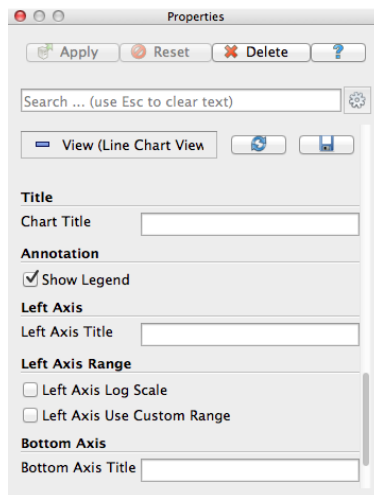 Properties
Apply Reset Delete ?
Search ... (use Esc to clear text)
View (Line Chart View
Title
Chart Title
Annotation
Show Legend
Left Axis
Left Axis Title
Left Axis Range
Left Axis Log Scale
Left Axis Use Custom Range
Bottom Axis
Bottom Axis Title